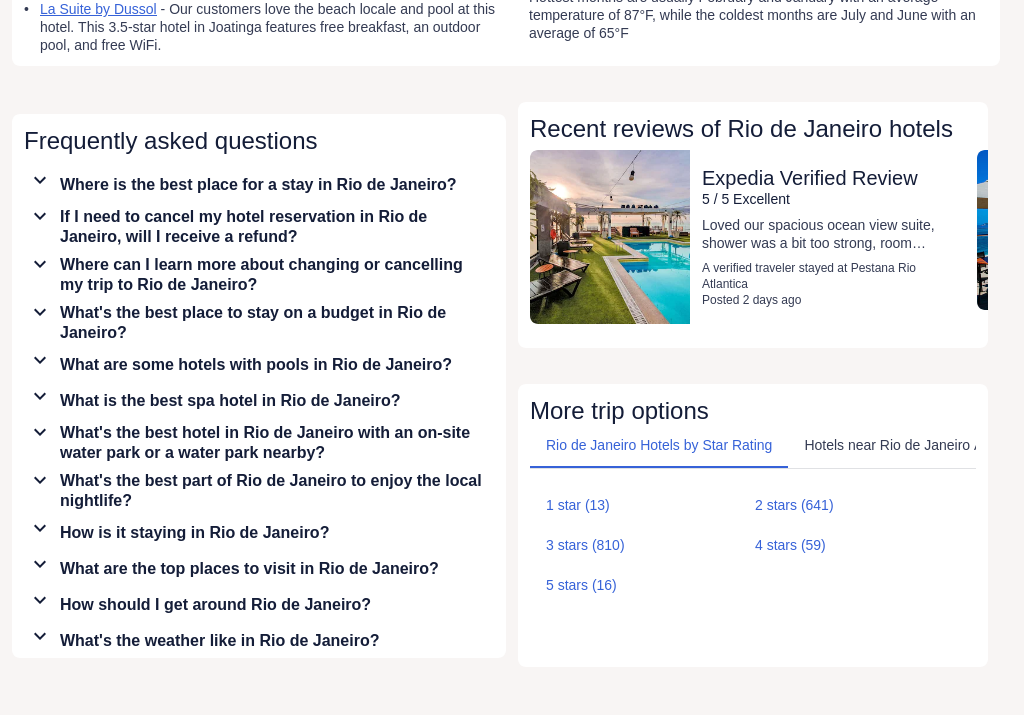 • La Suite by Dussol - Our customers love the beach locale and pool at this
hotel. This 3.5-star hotel in Joatinga features free breakfast, an outdoor
pool, and free WiFi.
temperature of 87°F, while the coldest months are July and June with an
average of 65°F
Frequently asked questions
Where is the best place for a stay in Rio de Janeiro?
If I need to cancel my hotel reservation in Rio de
Janeiro, will I receive a refund?
Where can I learn more about changing or cancelling
my trip to Rio de Janeiro?
What's the best place to stay on a budget in Rio de
Janeiro?
What are some hotels with pools in Rio de Janeiro?
What is the best spa hotel in Rio de Janeiro?
What's the best hotel in Rio de Janeiro with an on-site
water park or a water park nearby?
What's the best part of Rio de Janeiro to enjoy the local
nightlife?
How is it staying in Rio de Janeiro?
What are the top places to visit in Rio de Janeiro?
How should I get around Rio de Janeiro?
What's the weather like in Rio de Janeiro?
Recent reviews of Rio de Janeiro hotels
Expedia Verified Review
5 / 5 Excellent
Loved our spacious ocean view suite,
shower was a bit too strong, room…
A verified traveler stayed at Pestana Rio
Atlantica
Posted 2 days ago
More trip options
Rio de Janeiro Hotels by Star Rating
Hotels near Rio de Janeiro
1 star (13)
2 stars (641)
3 stars (810)
4 stars (59)
5 stars (16)